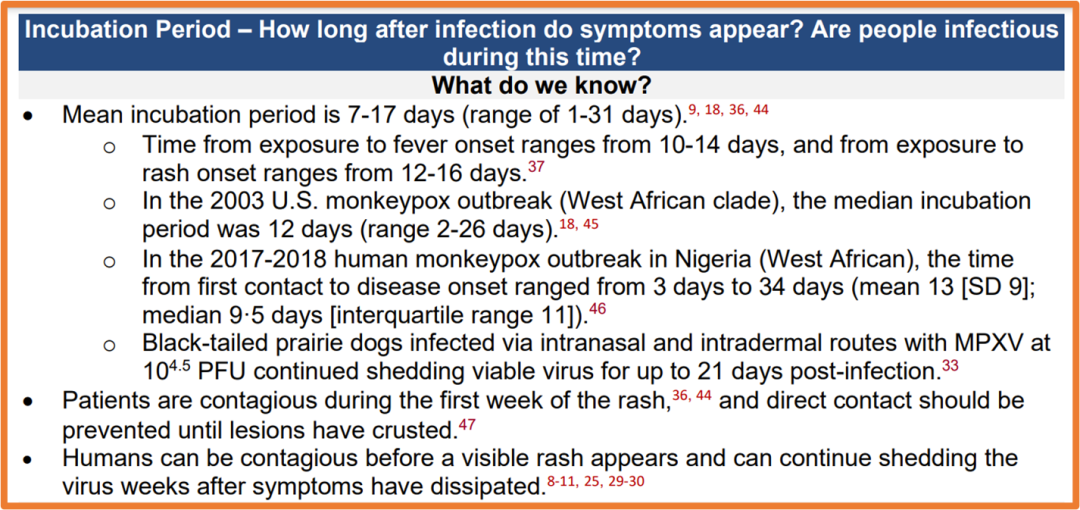 Incubation Period – How long after infection do symptoms appear? Are people infectious
during this time?
What do we know?
• Mean incubation period is 7-17 days (range of 1-31 days).9, 18, 36, 44
o Time from exposure to fever onset ranges from 10-14 days, and from exposure to
rash onset ranges from 12-16 days.37
o In the 2003 U.S. monkeypox outbreak (West African clade), the median incubation
period was 12 days (range 2-26 days).18, 45
o In the 2017-2018 human monkeypox outbreak in Nigeria (West African), the time
from first contact to disease onset ranged from 3 days to 34 days (mean 13 [SD 9];
median 9·5 days [interquartile range 11]).46
o Black-tailed prairie dogs infected via intranasal and intradermal routes with MPXV at
104.5 PFU continued shedding viable virus for up to 21 days post-infection.33
• Patients are contagious during the first week of the rash,36, 44 and direct contact should be
prevented until lesions have crusted.47
• Humans can be contagious before a visible rash appears and can continue shedding the
virus weeks after symptoms have dissipated.8-11, 25, 29-30